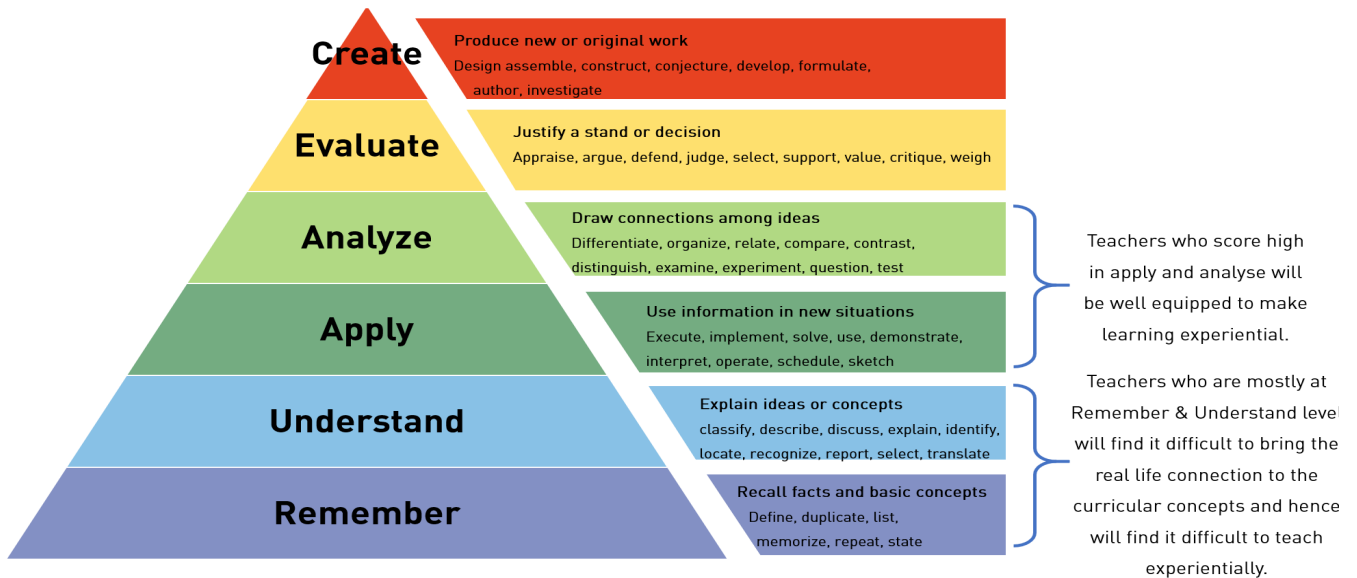 Create
Produce new or original work
Design assemble, construct, conjecture, develop, formulate,
author, investigate
Evaluate
Justify a stand or decision
Appraise, argue, defend, judge, select, support, value, critique, weigh
Analyze
Draw connections among ideas
Differentiate, organize, relate, compare, contrast,
distinguish, examine, experiment, question, test
Apply
Use information in new situations
Execute, implement, solve, use, demonstrate,
interpret, operate, schedule, sketch
Teachers who score high
in apply and analyse will
be well equipped to make
learning experiential.
Understand
Explain ideas or concepts
classify, describe, discuss, explain, identify,
locate, recognize, report, select, translate
Remember
Recall facts and basic concepts
Define, duplicate, list,
memorize, repeat, state
Teachers who are mostly at
Remember & Understand level
will find it difficult to bring the
real life connection to the
curricular concepts and hence
will find it difficult to teach
experientially.